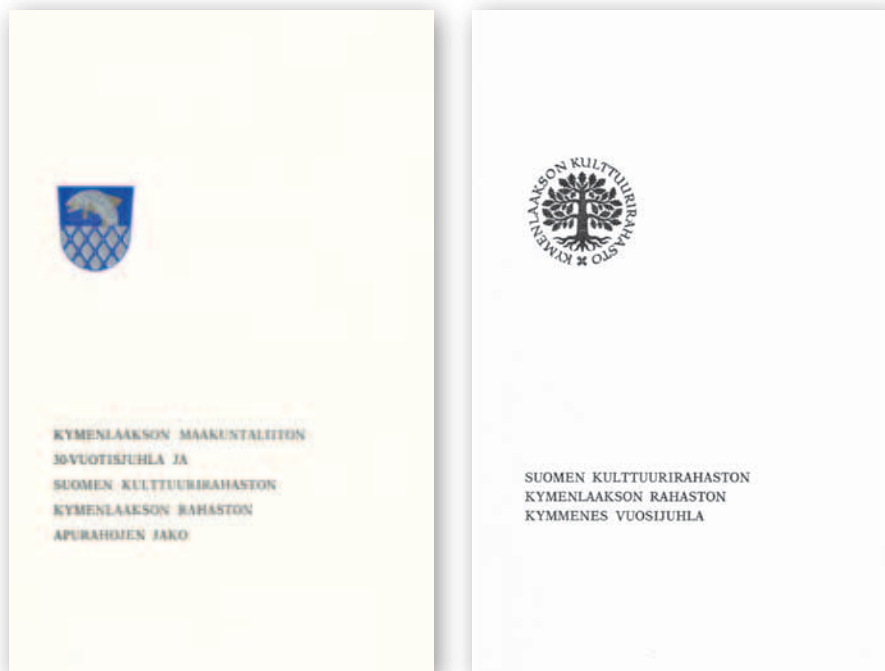 KYMENLAAKSON MAAKUNTALIITON
30-VUOTISJUHLA JA
SUOMEN KULTTUURIRAHASTON
KYMENLAAKSON RAHASTON
APURAHOJEN JAKO
KYMENLAAKSON KULTTUURIRAHASTO
SUOMEN KULTTUURIRAHASTON
KYMENLAAKSON RAHASTON
KYMMENES VUOSIJUHLA